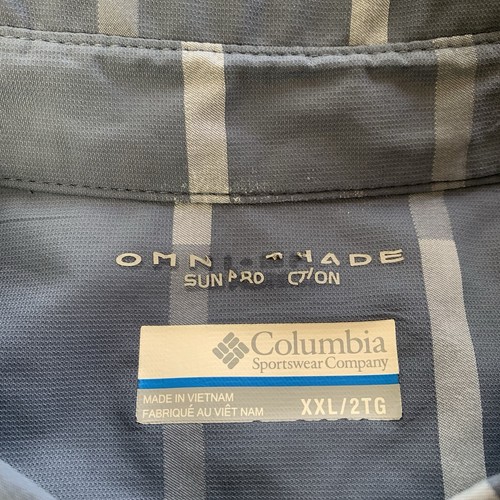 OMNI-SHADE
SUN PROTECTION
Columbia
Sportswear Company
MADE IN VIETNAM
FABRIQUÉ AU VIÊT NAM
XXL/2TG